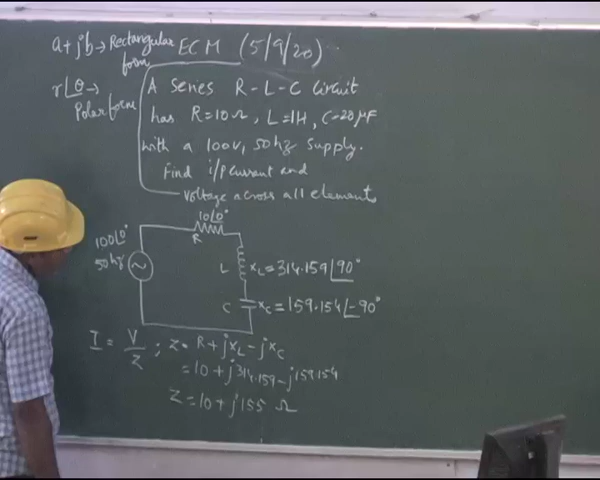 a+jb→ Rectangular form
ECM (5/9/20)
r∠θ→ Polar form
A series R-L-C Circuit
has R=10Ω, L=1H, C=20μF
with a 100V, 50hz supply.
Find i/p current and
voltage across all elements
10∠0°
R
100∠0°
50hz
L XL=314.159∠90°
C XC=159.154∠-90°
I = V/Z ; Z = R+jXL-jXC
=10+j314.159-j159.154
Z=10+j155 Ω